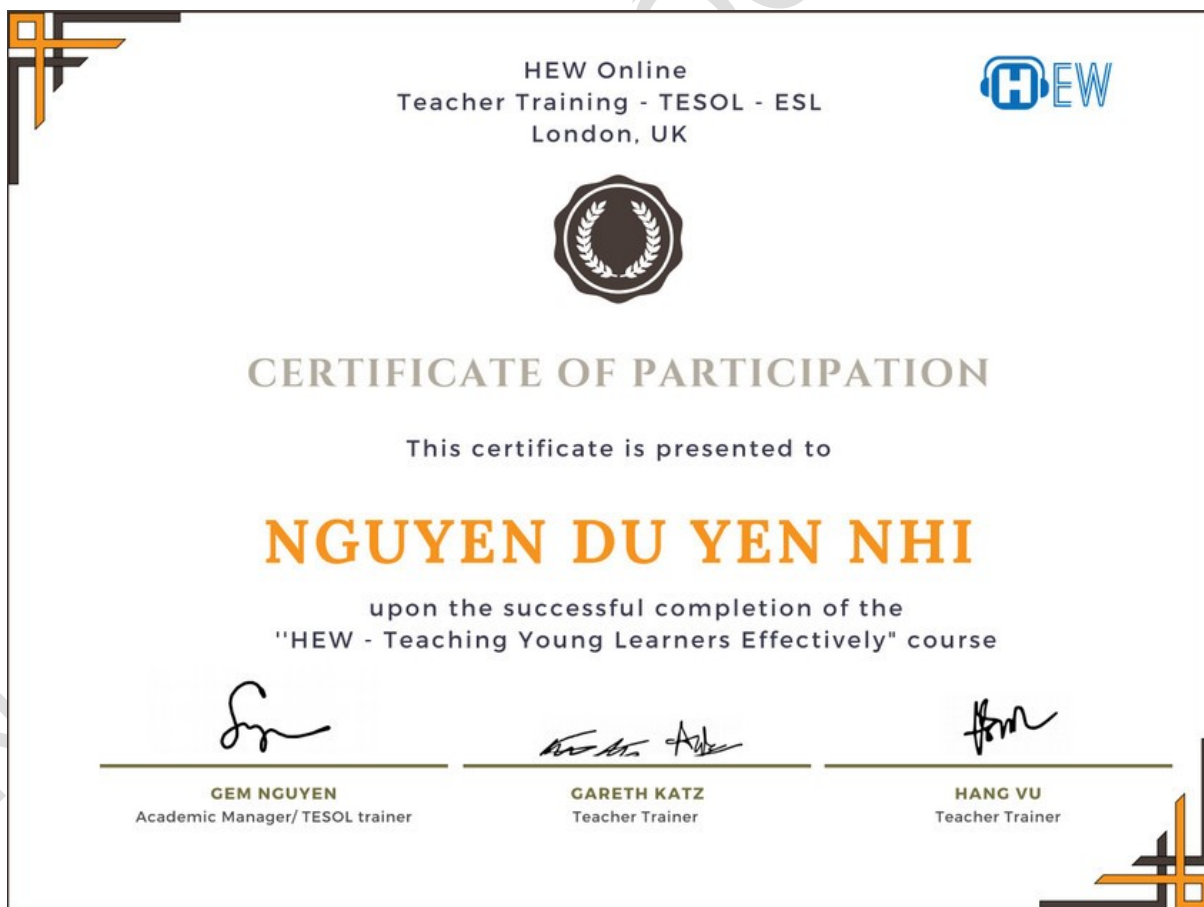 HEW Online
Teacher Training - TESOL - ESL
London, UK
HEW
CERTIFICATE OF PARTICIPATION
This certificate is presented to
NGUYEN DU YEN NHI
upon the successful completion of the
''HEW - Teaching Young Learners Effectively" course
GEM NGUYEN
Academic Manager/ TESOL trainer
GARETH KATZ
Teacher Trainer
HANG VU
Teacher Trainer